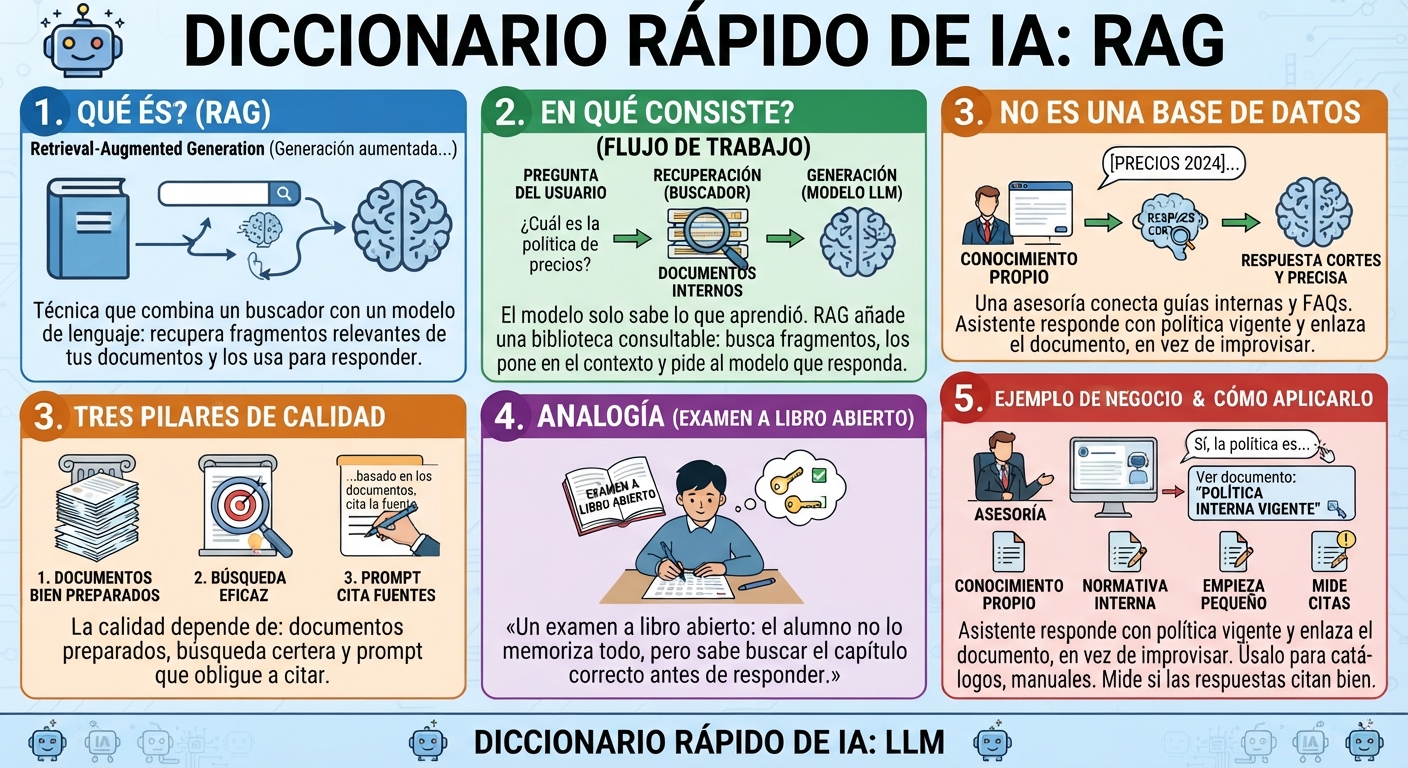 DICCIONARIO RÁPIDO DE IA: RAG
1. QUÉ ÉS? (RAG)
Retrieval-Augmented Generation (Generación aumentada...)
Técnica que combina un buscador con un modelo
de lenguaje: recupera fragmentos relevantes de
tus documentos y los usa para responder.
2. EN QUÉ CONSISTE?
(FLUJO DE TRABAJO)
PREGUNTA
DEL USUARIO
¿Cuál es la
política de
precios?
RECUPERACIÓN
(BUSCADOR)
DOCUMENTOS
INTERNOS
GENERACIÓN
(MODELO LLM)
El modelo solo sabe lo que aprendió. RAG añade
una biblioteca consultable: busca fragmentos, los
pone en el contexto y pide al modelo que responda.
3. NO ES UNA BASE DE DATOS
[PRECIOS 2024]...
CONOCIMIENTO
PROPIO
RESPUESTA CORTES
Y PRECISA
Una asesoría conecta guías internas y FAQs.
Asistente responde con política vigente y enlaza
el documento, en vez de improvisar.
3. TRES PILARES DE CALIDAD
...basado en los
documentos,
cita la fuente
1. DOCUMENTOS
BIEN PREPARADOS
2. BÚSQUEDA
EFICAZ
3. PROMPT
CITA FUENTES
La calidad depende de: documentos
preparados, búsqueda certera y prompt
que obligue a citar.
4. ANALOGÍA (EXAMEN A LIBRO ABIERTO)
EXAMEN A
LIBRO ABIERTO
«Un examen a libro abierto: el alumno no lo
memoriza todo, pero sabe buscar el capítulo
correcto antes de responder.»
5. EJEMPLO DE NEGOCIO & CÓMO APLICARLO
Sí, la política es...
Ver documento:
"POLÍTICA
INTERNA VIGENTE"
ASESORÍA
CONOCIMIENTO
PROPIO
NORMATIVA
INTERNA
EMPIEZA
PEQUEÑO
MIDE
CITAS
Asistente responde con política vigente y enlaza el
documento, en vez de improvisar. Úsalo para catá-
logos, manuales. Mide si las respuestas citan bien.
IA
DICCIONARIO RÁPIDO DE IA: LLM
IA